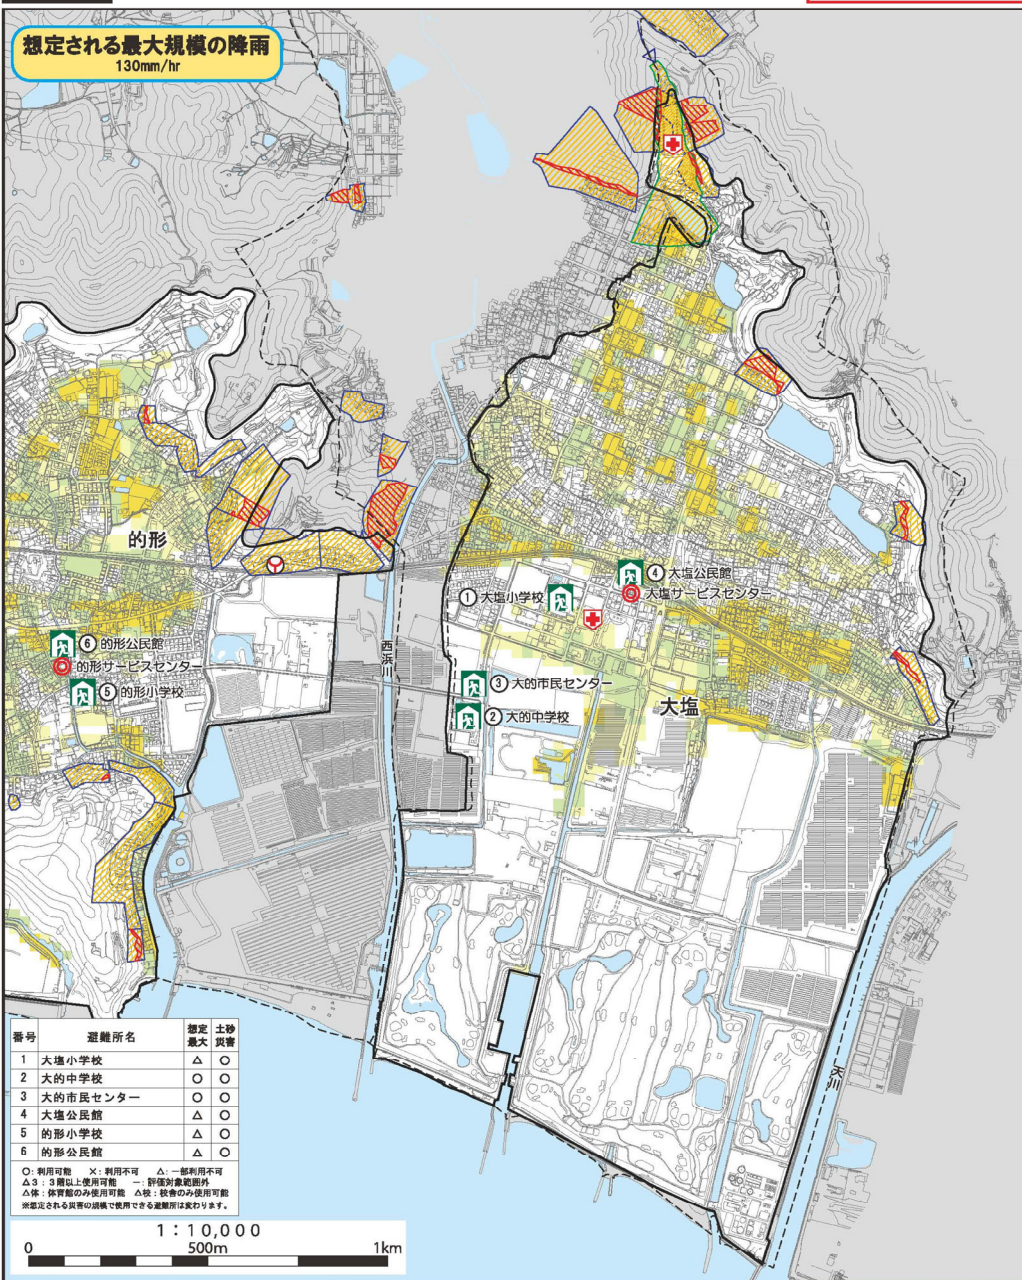 想定される最大規模の降雨
130mm/hr
的形
① 大塩小学校
④ 大塩公民館
大塩サービスセンター
⑥ 的形公民館
的形サービスセンター
⑤ 的形小学校
西浜川
③ 大的市民センター
② 大的中学校
大塩
天川
番号 避難所名 想定最大 土砂災害
1 大塩小学校 △ ○
2 大的中学校 ○ ○
3 大的市民センター ○ ○
4 大塩公民館 △ ○
5 的形小学校 △ ○
6 的形公民館 △ ○
○：利用可能 ×：利用不可 △：一部利用不可
△3：3階以上使用可能 －：評価対象範囲外
△体：体育館のみ使用可能 △校：校舎のみ使用可能
※想定される災害の規模で使用できる避難所は変わります。
1：10,000
0 500m 1km